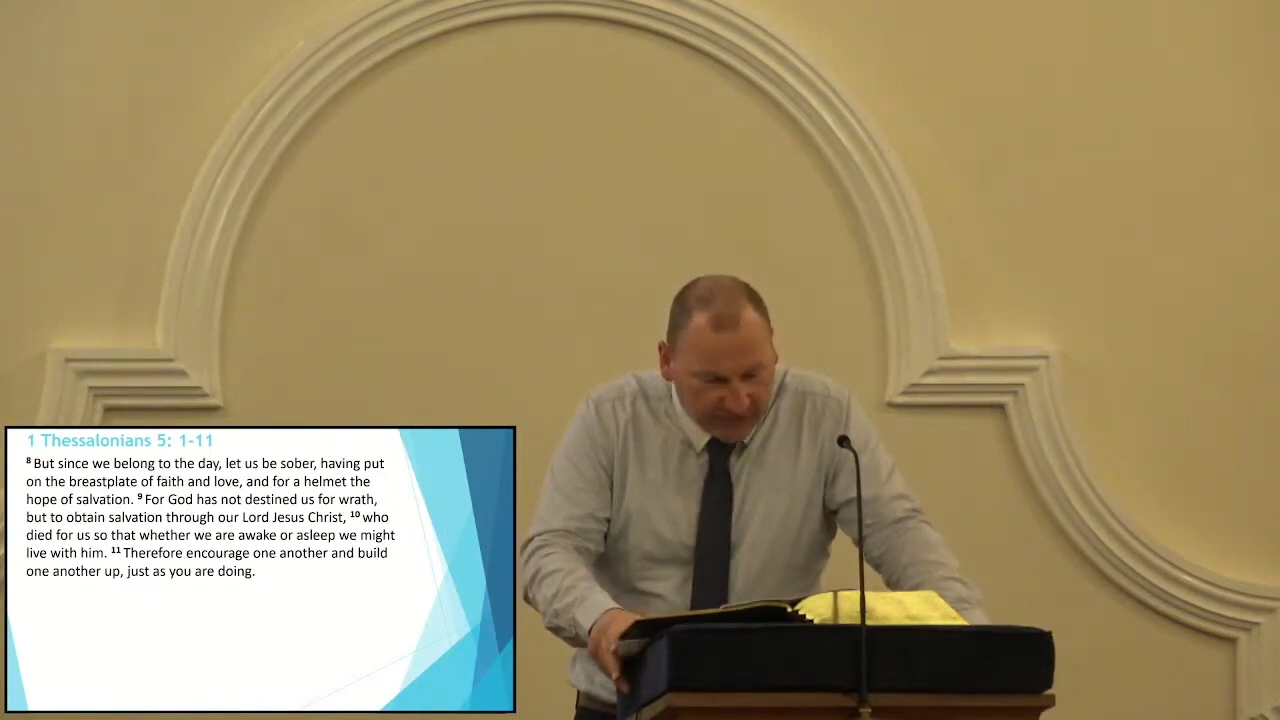 1 Thessalonians 5: 1-11
8 But since we belong to the day, let us be sober, having put
on the breastplate of faith and love, and for a helmet the
hope of salvation. 9 For God has not destined us for wrath,
but to obtain salvation through our Lord Jesus Christ, 10 who
died for us so that whether we are awake or asleep we might
live with him. 11 Therefore encourage one another and build
one another up, just as you are doing.